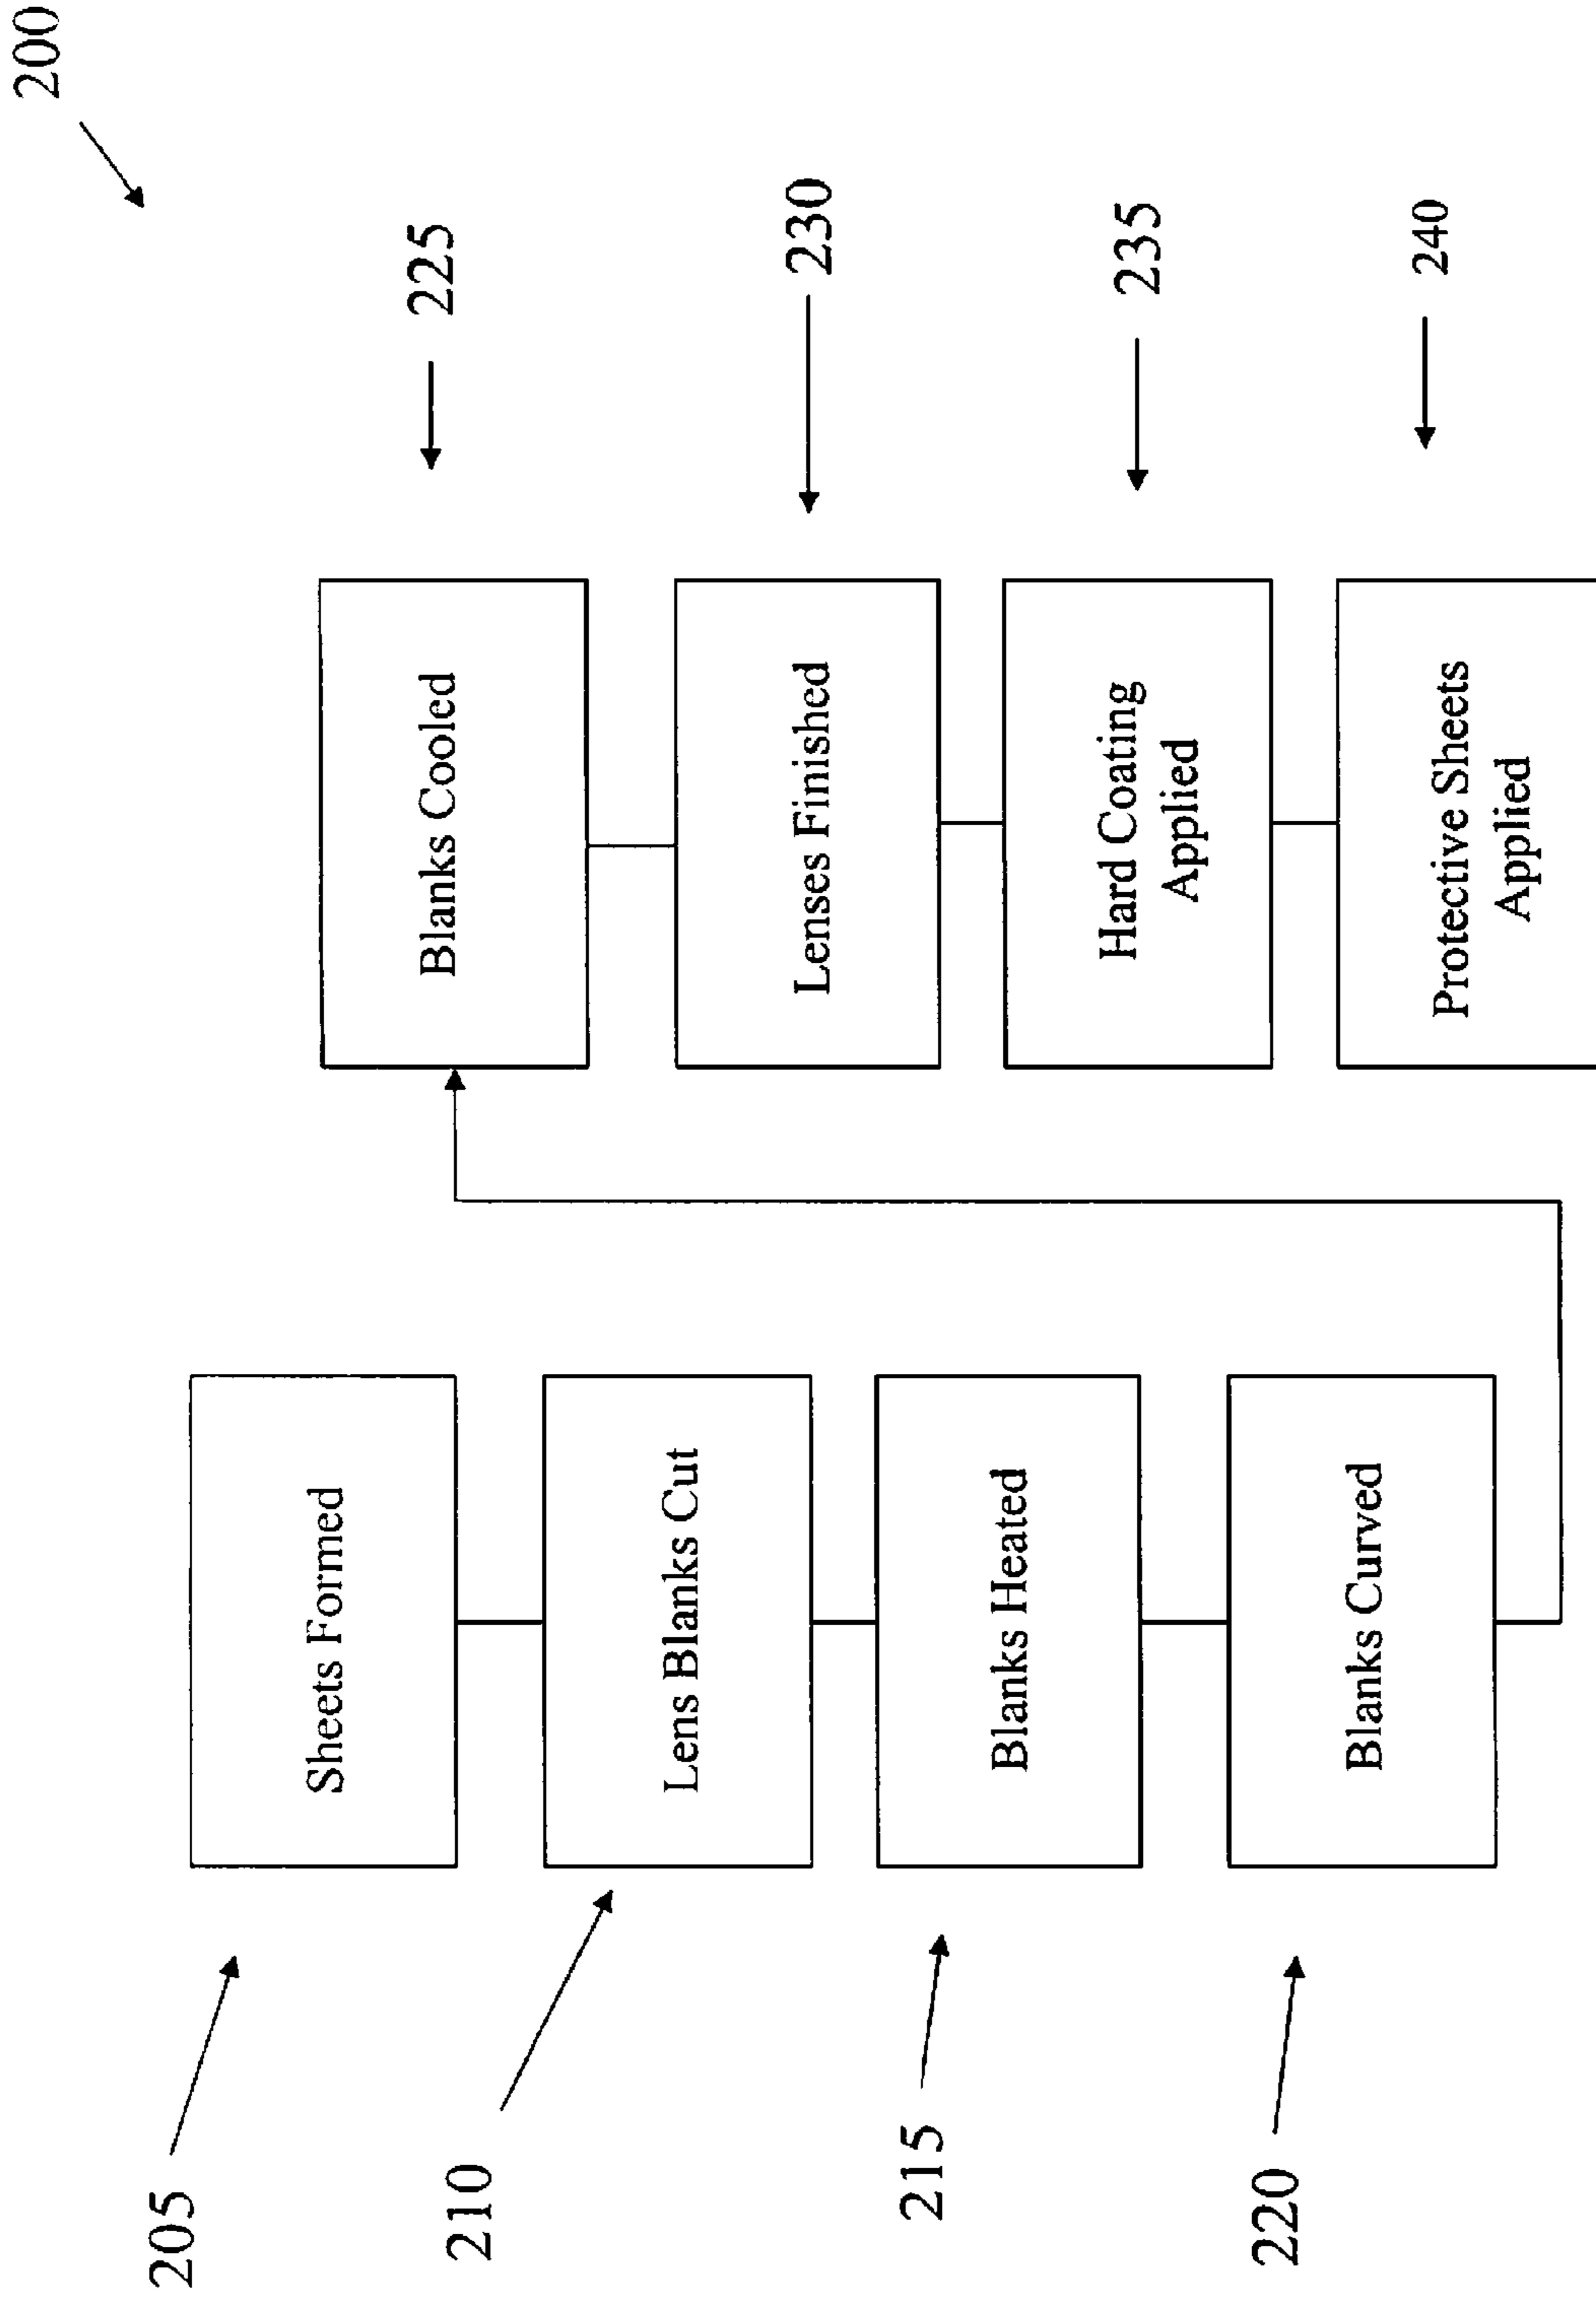 200
205
Sheets Formed
210
Lens Blanks Cut
215
Blanks Heated
220
Blanks Curved
Blanks Cooled
225
Lenses Finished
230
Hard Coating
Applied
235
Protective Sheets
Applied
240